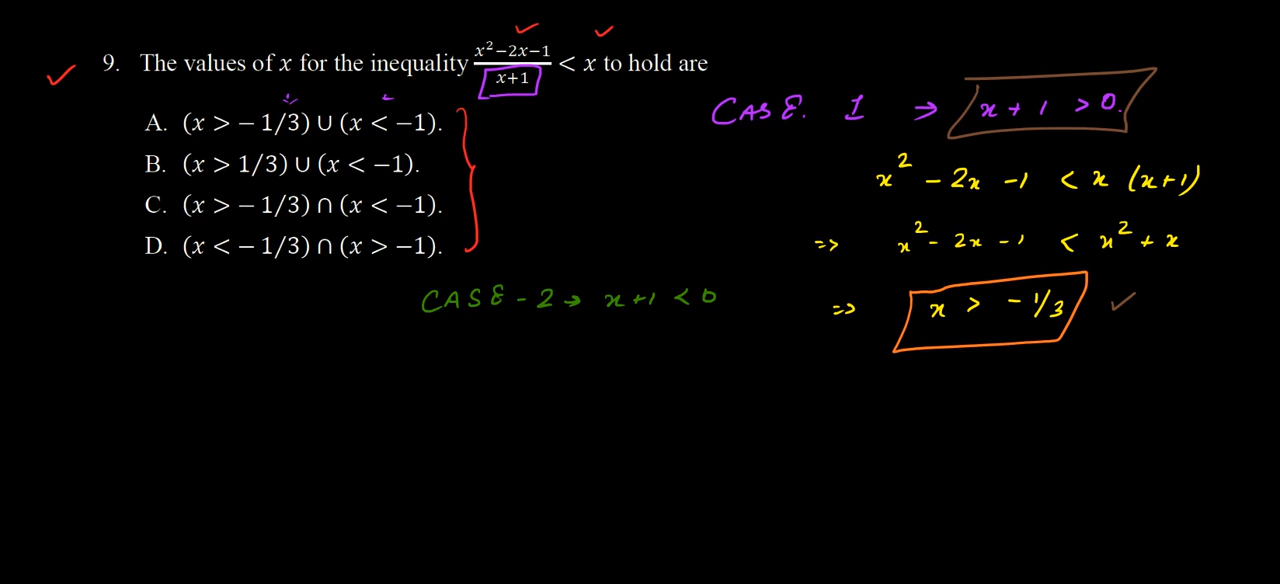 9. The values of x for the inequality (x²−2x−1)/(x+1) < x to hold are
A. (x > − 1/3) ∪ (x < −1).
B. (x > 1/3) ∪ (x < −1).
C. (x > − 1/3) ∩ (x < −1).
D. (x < − 1/3) ∩ (x > −1).
CASE. 1 → x + 1 > 0.
x² − 2x − 1 < x (x+1)
⇒ x² − 2x − 1 < x² + x
⇒ x > − 1/3
CASE - 2 → x+1 < 0